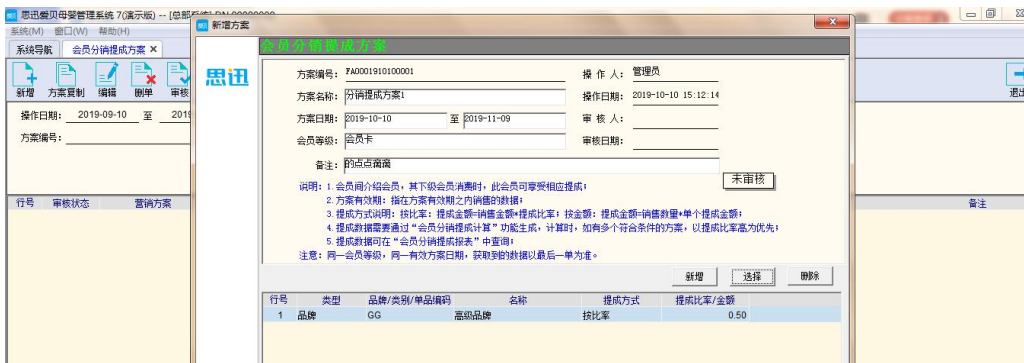 思迅爱贝母婴管理系统 7(演示版) -- [总部
系统(M) 窗口(W) 帮助(H)
系统导航 会员分销提成方案 ×
新增 方案复制 编辑 删单 审核 退出
操作日期: 2019-09-10 至 2019
方案编号:
行号 审核状态 营销方案 备注
新增方案
会员分销提成方案
思迅
方案编号: FA0001910100001 操 作 人: 管理员
方案名称: 分销提成方案1 操作日期: 2019-10-10 15:12:14
方案日期: 2019-10-10 至 2019-11-09 审 核 人:
会员等级: 会员卡 审核日期:
备注: 的点点滴滴
未审核
说明: 1. 会员间介绍会员, 其下级会员消费时, 此会员可享受相应提成;
2. 方案有效期: 指在方案有效期之内销售的数据;
3. 提成方式说明: 按比率: 提成金额=销售金额*提成比率; 按金额: 提成金额=销售数量*单个提成金额;
4. 提成数据需要通过“会员分销提成计算”功能生成, 计算时, 如有多个符合条件的方案, 以提成比率高为优先;
5. 提成数据可在“会员分销提成报表”中查询;
注意: 同一会员等级, 同一有效方案日期, 获取到的数据以最后一单为准。
新增 选择 删除
行号 类型 品牌/类别/单品编码 名称 提成方式 提成比率/金额
1 品牌 GG 高级品牌 按比率 0.50